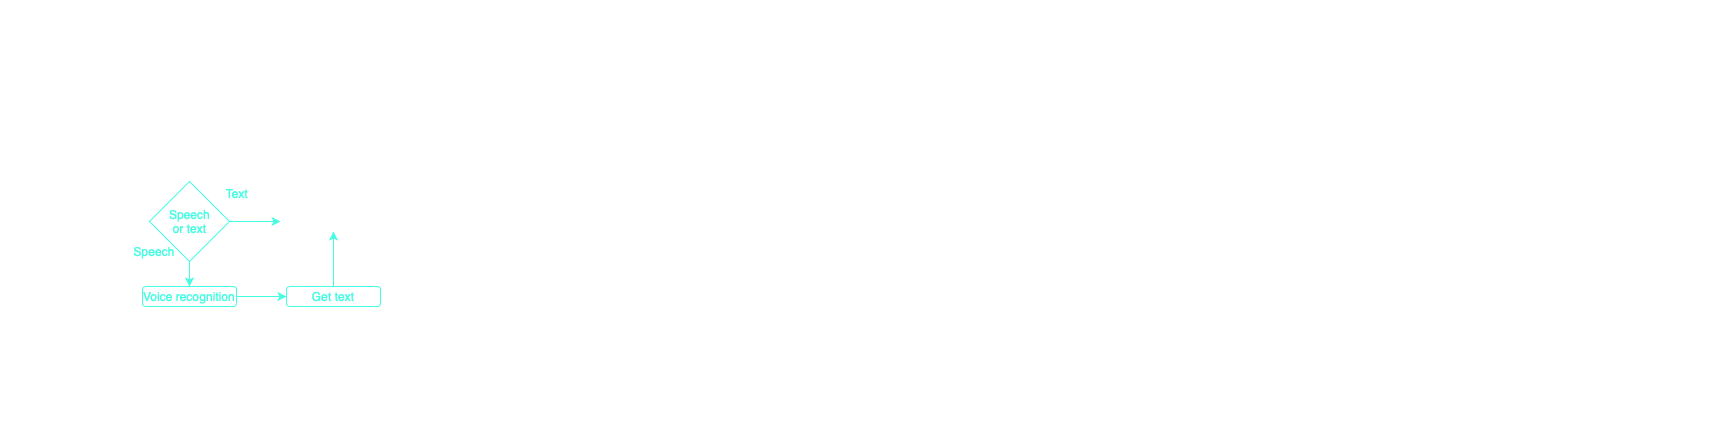 Text
Speech
or text
Speech
Voice recognition
Get text